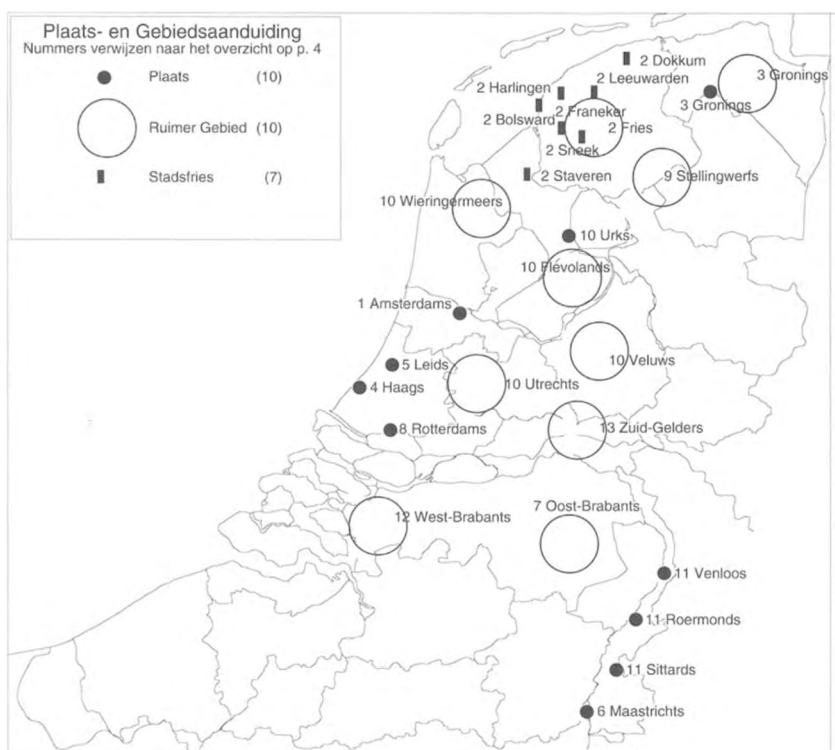 Plaats- en Gebiedsaanduiding
Nummers verwijzen naar het overzicht op p. 4
Plaats (10)
Ruimer Gebied (10)
Stadsfries (7)
2 Dokkum
2 Leeuwarden
3 Gronings
2 Harlingen
3 Gronings
2 Franeker
2 Bolsward
2 Fries
2 Sneek
2 Staveren
9 Stellingwerfs
10 Wieringermeers
10 Urks
10 Flevolands
1 Amsterdams
10 Veluws
5 Leids
4 Haags
10 Utrechts
8 Rotterdams
13 Zuid-Gelders
7 Oost-Brabants
12 West-Brabants
11 Venloos
11 Roermonds
11 Sittards
6 Maastrichts